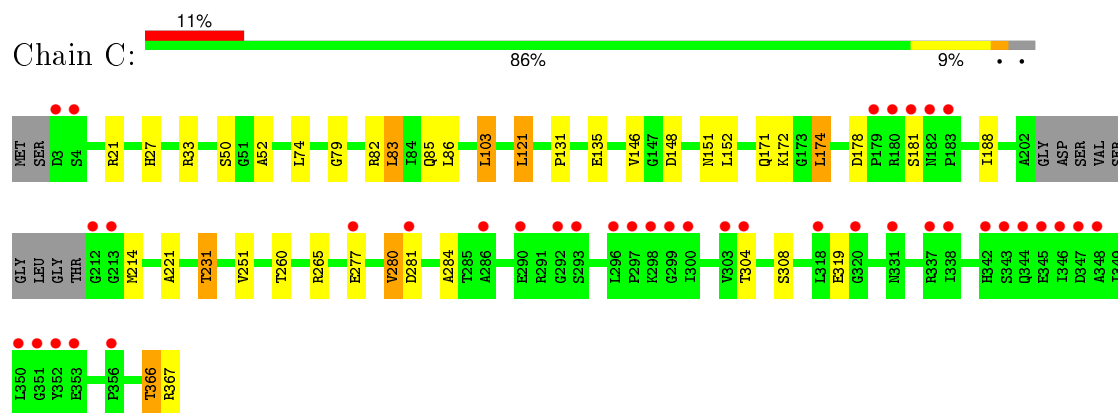 11%
Chain C:
86% 9% • •
MET SER D3 S4 R21 H27 R33 S50 G51 A52 L74 G79 R82 L83 I84 Q85 L86 L103 L121 P131 E135 V146 G147 D148 N151 L152 Q171 K172 G173 L174 D178 P179 R180 S181 N182 P183 I188 A202 GLY ASP SER VAL SER
GLY LEU GLY THR G212 G213 M214 A221 T231 V251 T260 R265 E277 V280 D281 A284 T285 A286 E290 R291 G292 S293 L296 P297 K298 G299 I300 V303 T304 S308 L318 E319 G320 N331 R337 I338 H342 S343 Q344 E345 I346 D347 A348
L350 G351 Y352 E353 P356 T366 R367